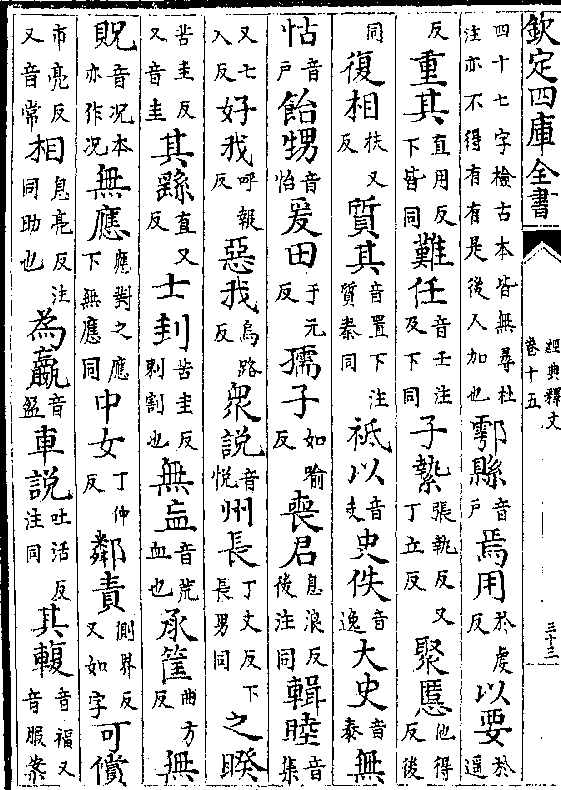 欽定四庫全書 經典釋文 卷十五 三十三
四十七字檢古本皆無尋杜注亦不得有有是後人加也鄠縣音戶焉用於虔反以要於遙
反重其直用反下皆同難任音壬注及下同子縶張執反又丁立反聚慝他得反後
同復相扶又反質其音置下注質秦同祗以音支史佚音逸大史音泰無
怙音戶飴甥音怡爰田于元反孺子如喻反喪君息浪反後注同輯睦音集
又七入反好我呼報反惡我烏路反衆說音悅州長丁丈反下長男同之睽
苦圭反又音圭其繇直又反士刲苦圭反刺割也無衁音荒血也承筐曲方反無
貺音況本亦作况無應應對之應下無應同中女丁仲反鄰責側界反又如字可償
市亮反又音常相息亮反注同助也為嬴音盈車說吐活反注同其輹音福又音服案